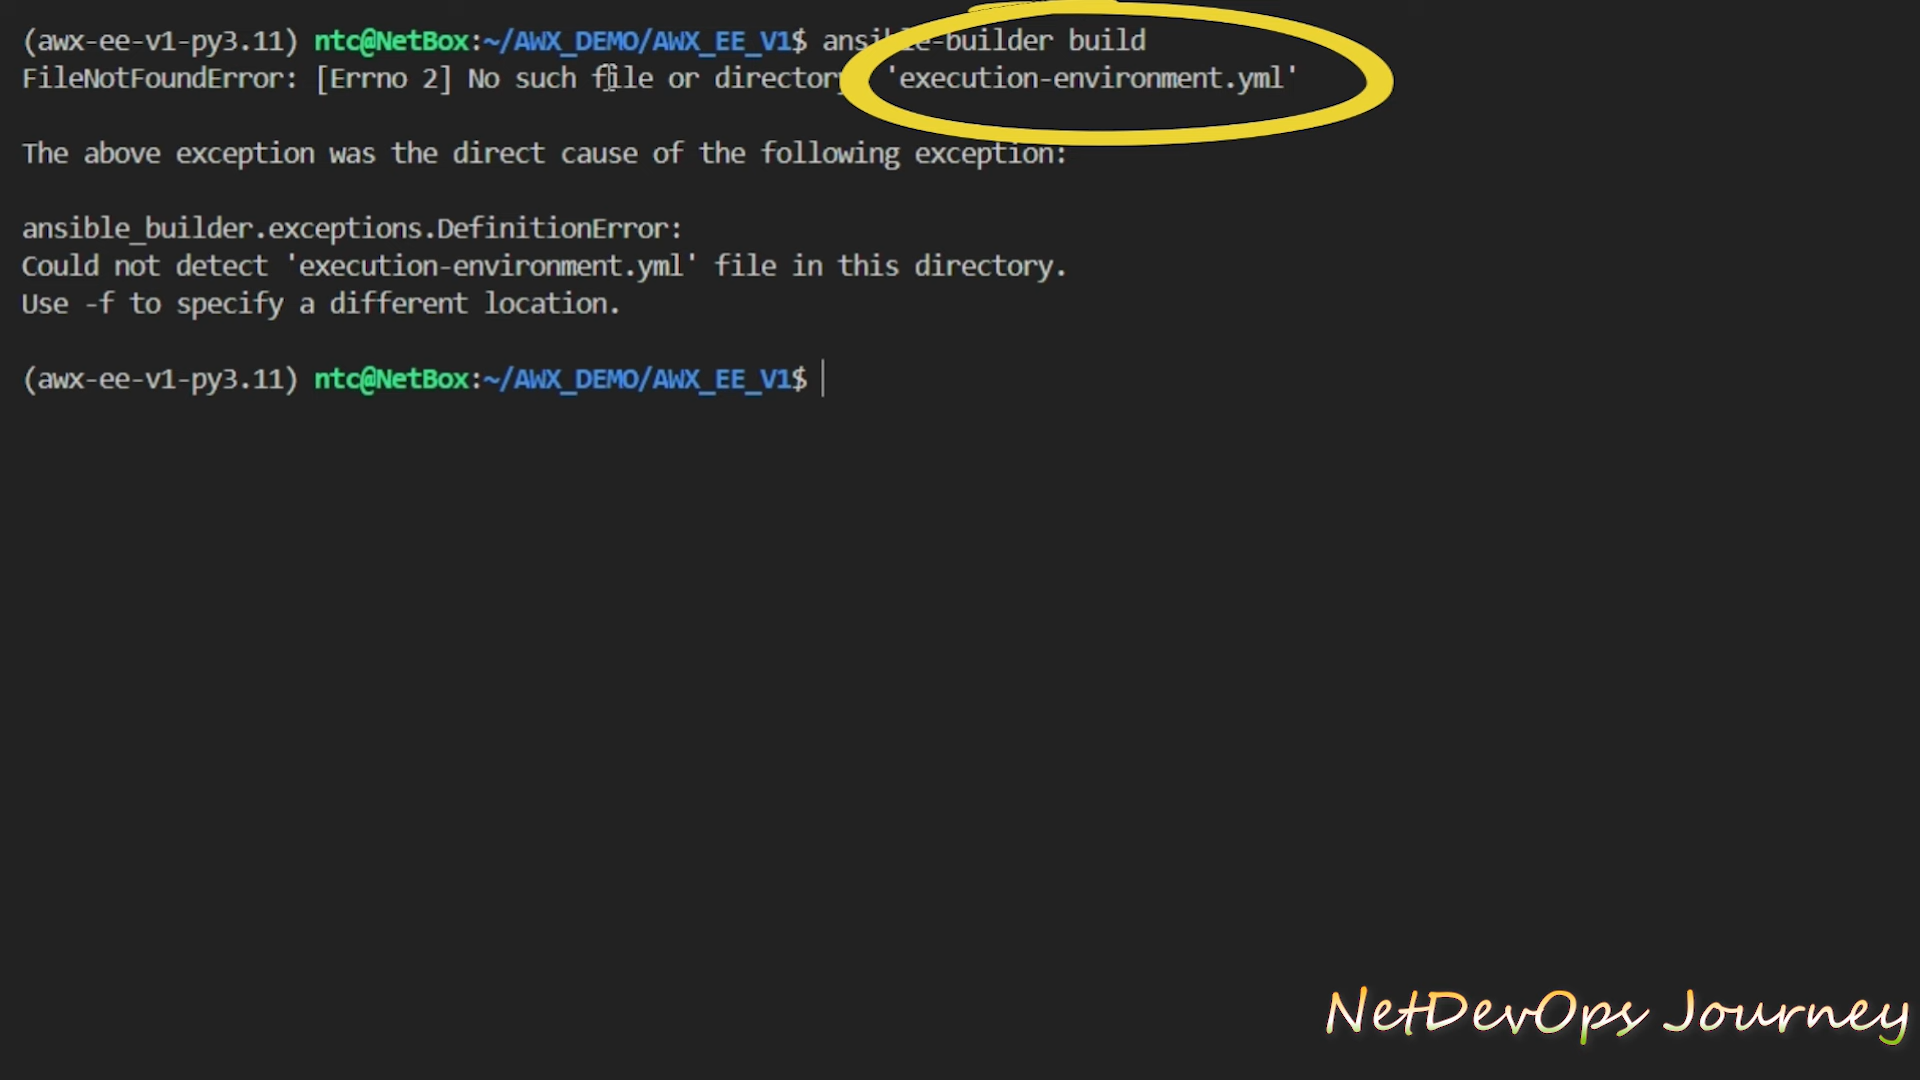 (awx-ee-v1-py3.11) ntc@NetBox:~/AWX_DEMO/AWX_EE_V1$ ansible-builder build
FileNotFoundError: [Errno 2] No such file or directory 'execution-environment.yml'
The above exception was the direct cause of the following exception:
ansible_builder.exceptions.DefinitionError:
Could not detect 'execution-environment.yml' file in this directory.
Use -f to specify a different location.
(awx-ee-v1-py3.11) ntc@NetBox:~/AWX_DEMO/AWX_EE_V1$
NetDevOps Journey